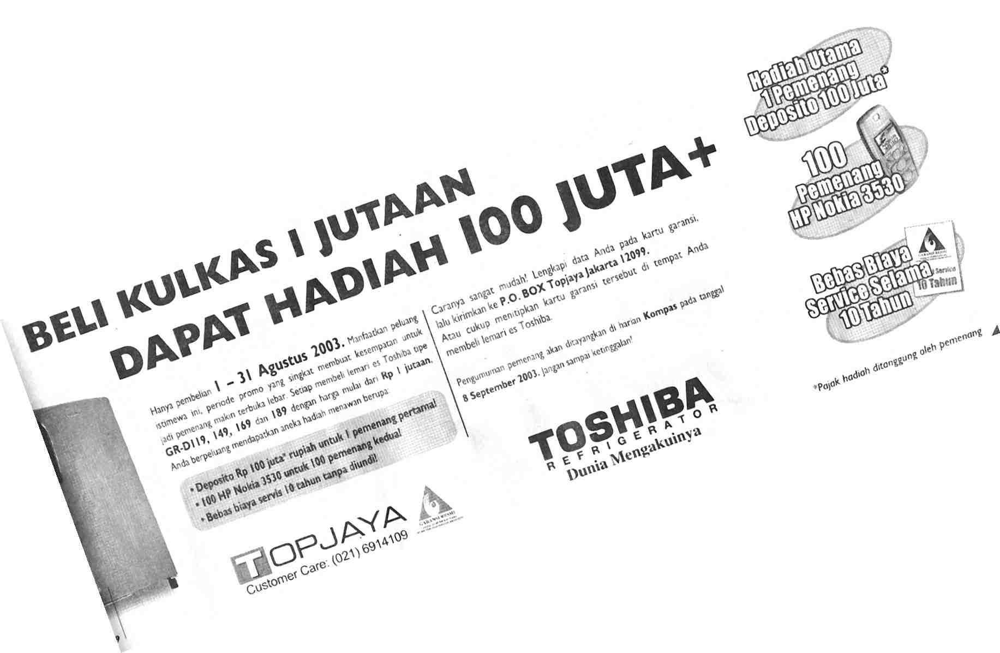 BELI KULKAS 1 JUTAAN
DAPAT HADIAH 100 JUTA+
Hanya pembelian 1 – 31 Agustus 2003. Manfaatkan peluang
istimewa ini, periode promo yang singkat membuat kesempatan untuk
jadi pemenang makin terbuka lebar. Setiap membeli lemari es Toshiba tipe
GR-D119, 149, 169 dan 189 dengan harga mulai dari Rp 1 jutaan,
Anda berpeluang mendapatkan aneka hadiah menawan berupa:
• Deposito Rp 100 juta* rupiah untuk 1 pemenang pertama!
• 100 HP Nokia 3530 untuk 100 pemenang kedua!
• Bebas biaya servis 10 tahun tanpa diundi!
TOPJAYA
Customer Care: (021) 6914109
GARANSI RESMI
Caranya sangat mudah! Lengkapi data Anda pada kartu garansi,
lalu kirimkan ke P.O. BOX Topjaya Jakarta 12099.
Atau cukup menitipkan kartu garansi tersebut di tempat Anda
membeli lemari es Toshiba.
Pengumuman pemenang akan ditayangkan di harian Kompas pada tanggal
8 September 2003. Jangan sampai ketinggalan!
TOSHIBA
REFRIGERATOR
Dunia Mengakuinya
Hadiah Utama
1 Pemenang
Deposito 100 Juta*
100
Pemenang
HP Nokia 3530
Bebas Biaya
Service Selama
10 Tahun
GARANSI RESMI
Service
10 Tahun
*Pajak hadiah ditanggung oleh pemenang